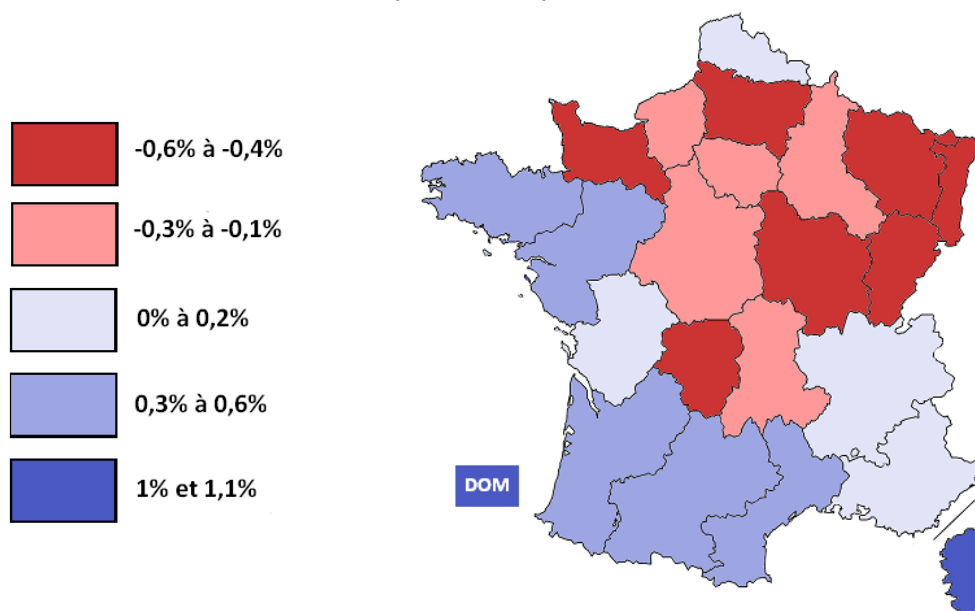 -0,6% à -0,4%
-0,3% à -0,1%
0% à 0,2%
0,3% à 0,6%
DOM
1% et 1,1%